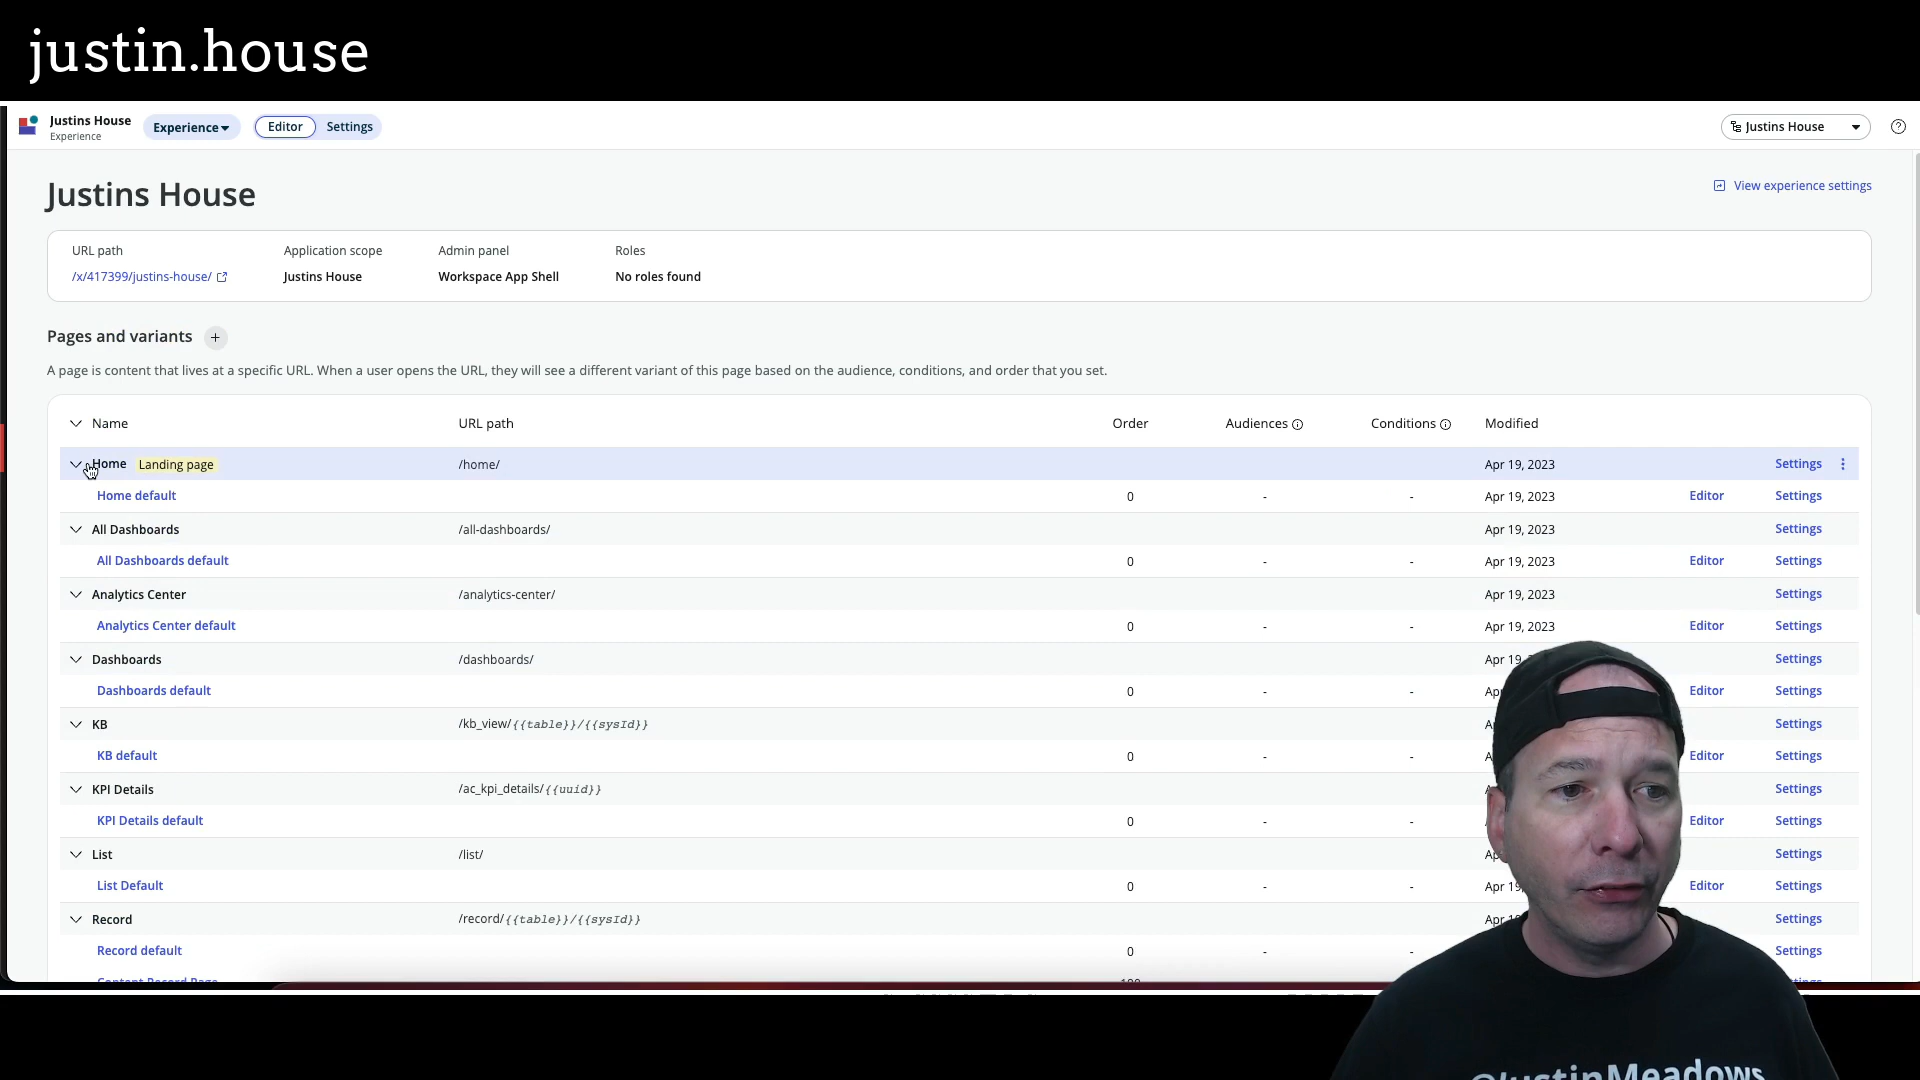 justin.house
Justins House
Experience
Experience
Editor
Settings
Justins House
Justins House
View experience settings
URL path
Application scope
Admin panel
Roles
/x/417399/justins-house/
Justins House
Workspace App Shell
No roles found
Pages and variants
A page is content that lives at a specific URL. When a user opens the URL, they will see a different variant of this page based on the audience, conditions, and order that you set.
Name URL path Order Audiences Conditions Modified
Home Landing page /home/ Apr 19, 2023 Settings
Home default 0 - - Apr 19, 2023 Editor Settings
All Dashboards /all-dashboards/ Apr 19, 2023 Settings
All Dashboards default 0 - - Apr 19, 2023 Editor Settings
Analytics Center /analytics-center/ Apr 19, 2023 Settings
Analytics Center default 0 - - Apr 19, 2023 Editor Settings
Dashboards /dashboards/ Apr 19, Settings
Dashboards default 0 - - Editor Settings
KB /kb_view/{{table}}/{{sysId}} Settings
KB default 0 - - Editor Settings
KPI Details /ac_kpi_details/{{uuid}} Settings
KPI Details default 0 - - Editor Settings
List /list/ Settings
List Default 0 - - Apr 19, Editor Settings
Record /record/{{table}}/{{sysId}} Settings
Record default 0 - - Settings
Content Record Page
@JustinMeadows